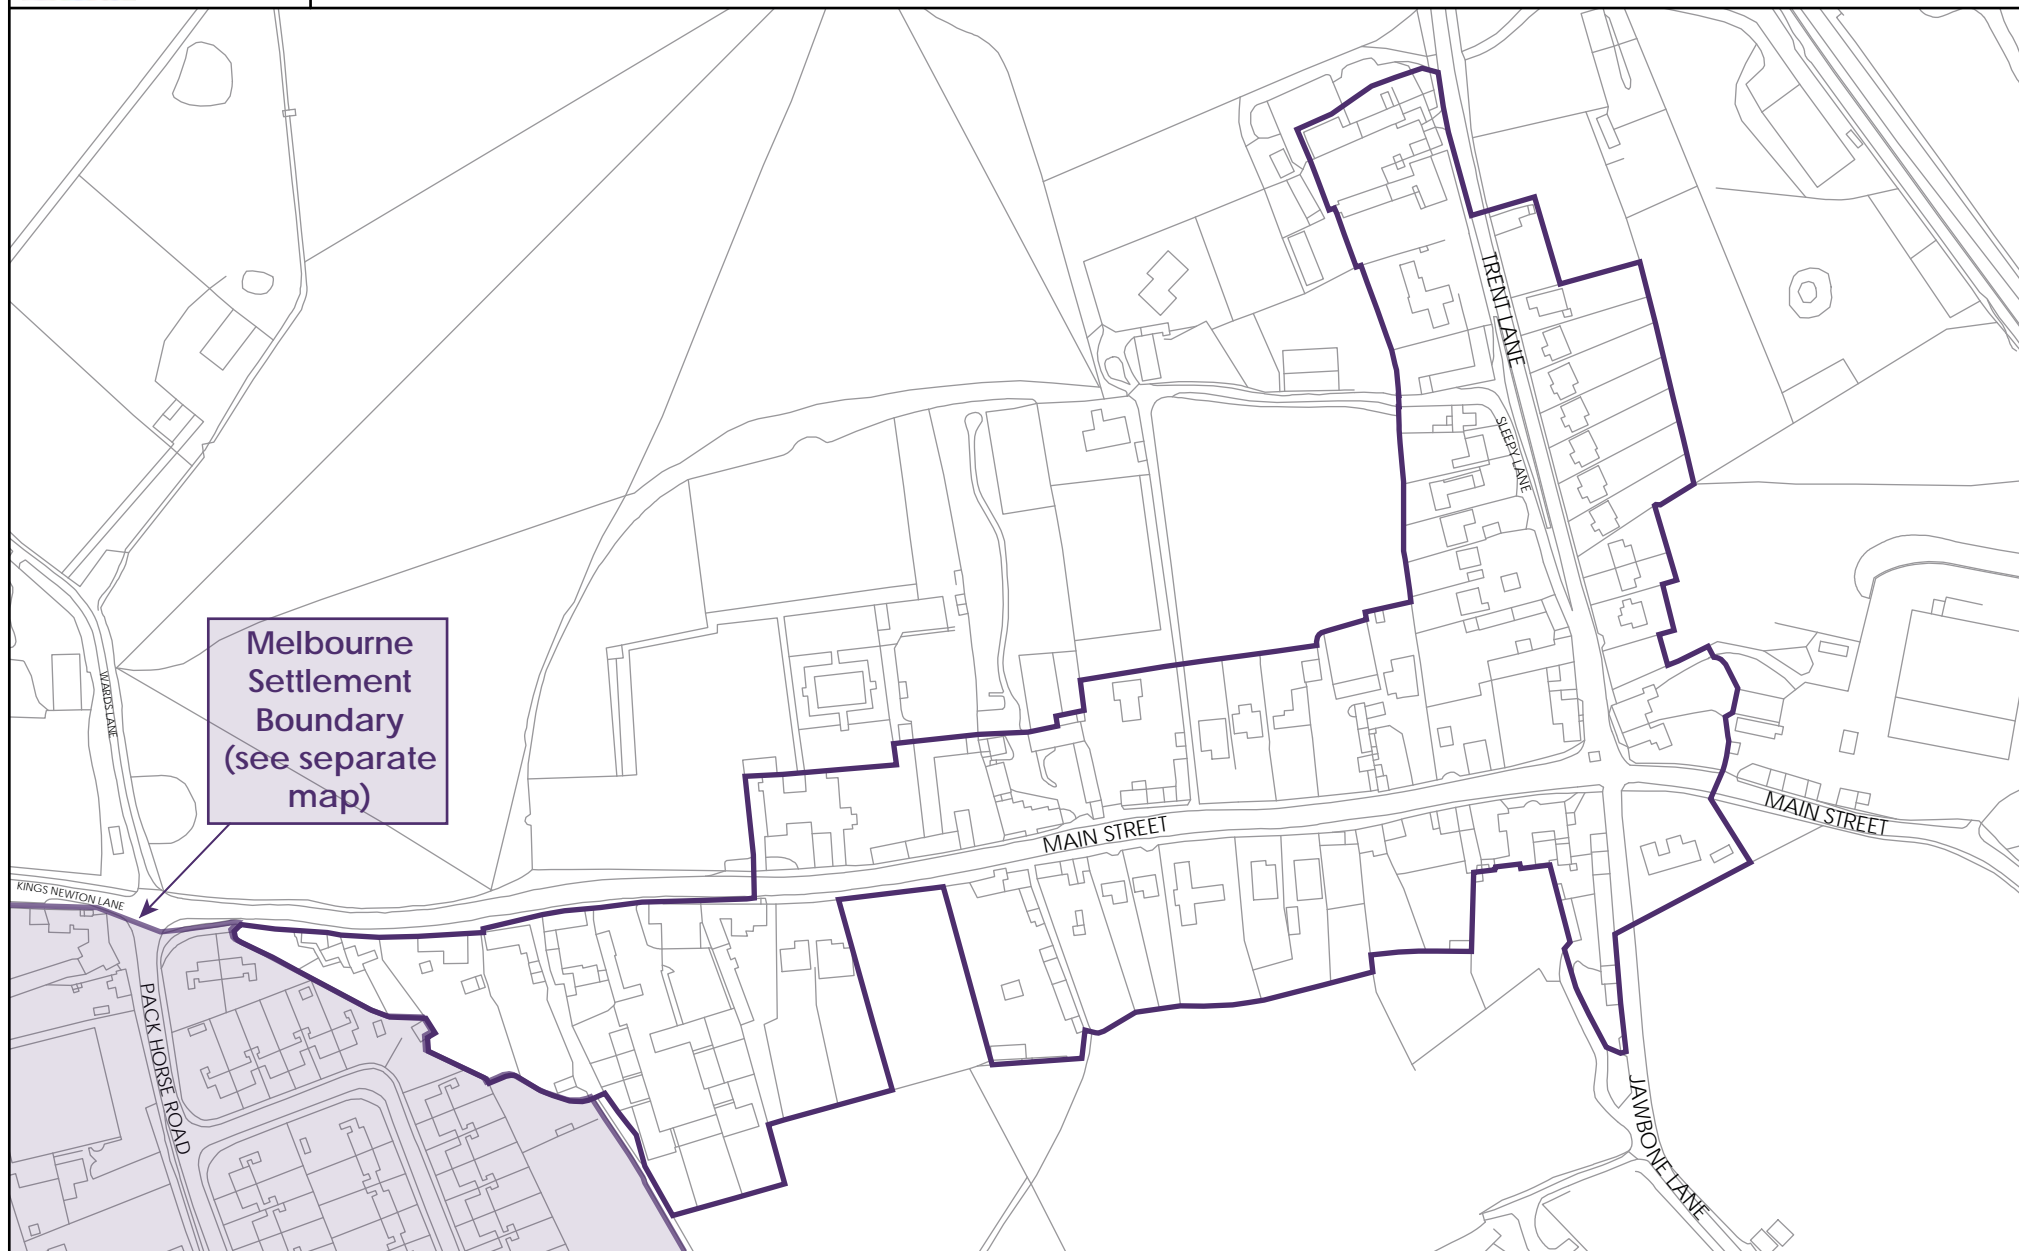 TRENT LANE
SLEEPY LANE
Melbourne
Settlement
Boundary
(see separate
map)
WARDS LANE
MAIN STREET
MAIN STREET
KINGS NEWTON LANE
PACK HORSE ROAD
JAWBONE LANE